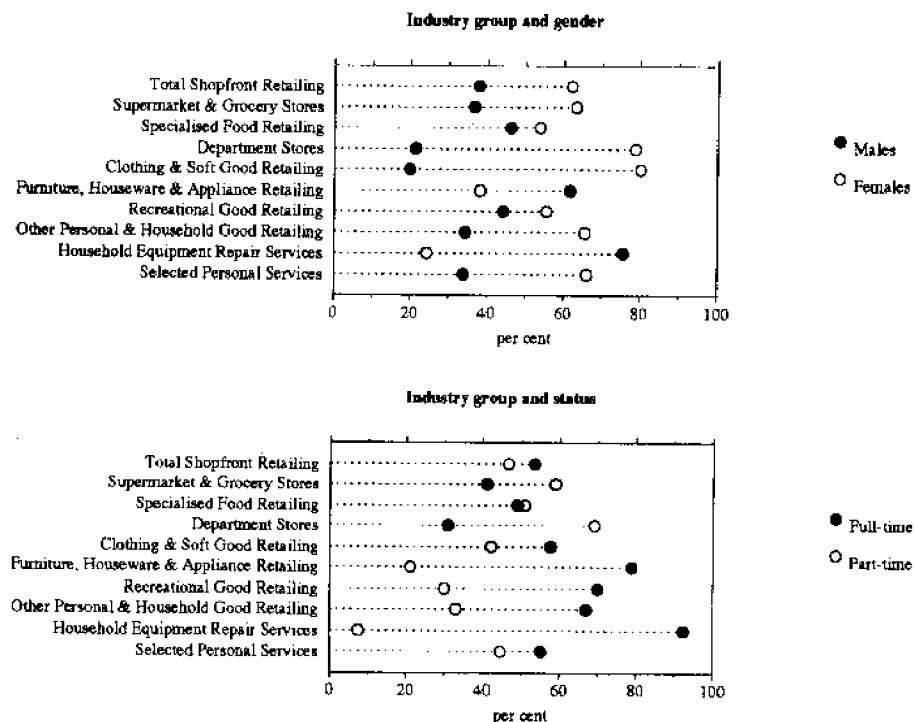 Industry group and gender
Total Shopfront Retailing
Supermarket & Grocery Stores
Specialised Food Retailing
Department Stores
Clothing & Soft Good Retailing
Furniture, Houseware & Appliance Retailing
Recreational Good Retailing
Other Personal & Household Good Retailing
Household Equipment Repair Services
Selected Personal Services
Males
Females
0 20 40 60 80 100
per cent
Industry group and status
Total Shopfront Retailing
Supermarket & Grocery Stores
Specialised Food Retailing
Department Stores
Clothing & Soft Good Retailing
Furniture, Houseware & Appliance Retailing
Recreational Good Retailing
Other Personal & Household Good Retailing
Household Equipment Repair Services
Selected Personal Services
Full-time
Part-time
0 20 40 60 80 100
per cent